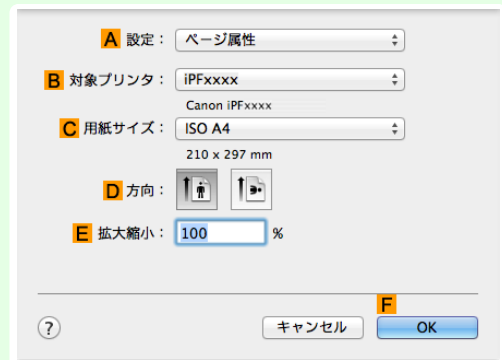 A 設定： ページ属性
B 対象プリンタ： iPFxxxx
Canon iPFxxxx
C 用紙サイズ： ISO A4
210 x 297 mm
D 方向：
E 拡大縮小： 100 %
F
? キャンセル OK